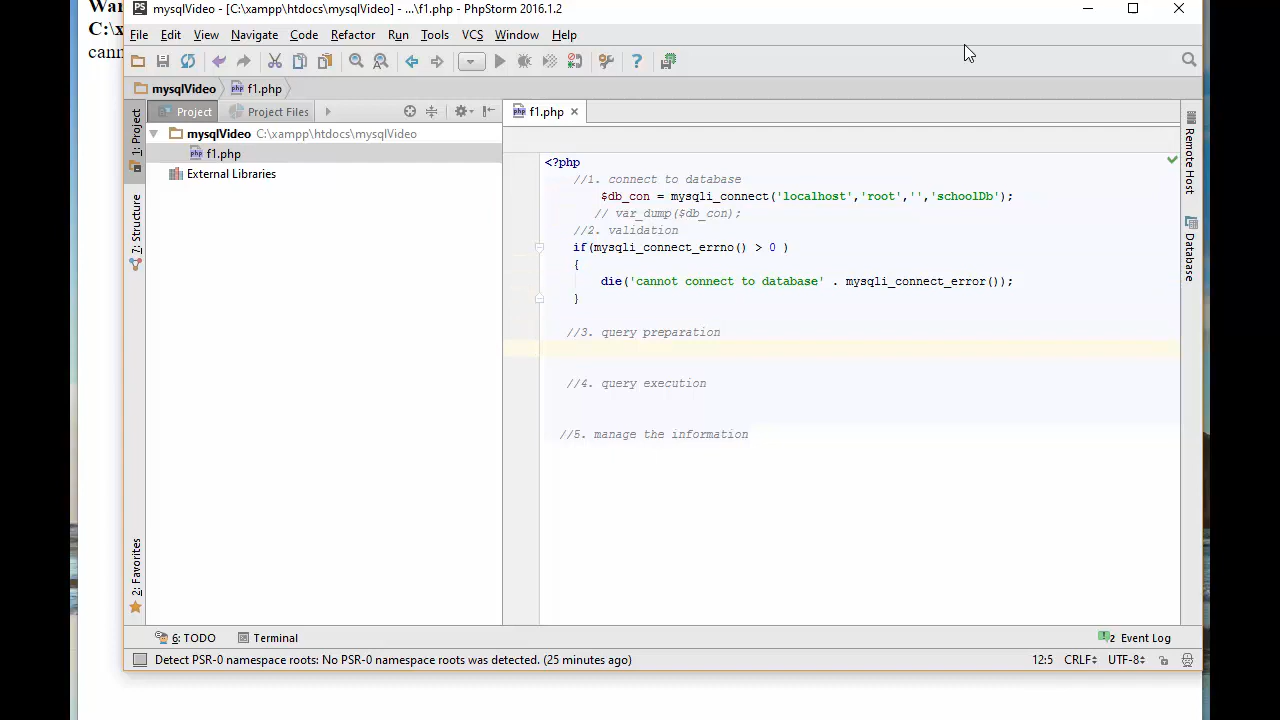 War
C:\x
cann
PS mysqlVideo - [C:\xampp\htdocs\mysqlVideo] - ...\f1.php - PhpStorm 2016.1.2
File Edit View Navigate Code Refactor Run Tools VCS Window Help
mysqlVideo f1.php
Project Project Files
f1.php
mysqlVideo C:\xampp\htdocs\mysqlVideo
f1.php
External Libraries
1: Project
7: Structure
2: Favorites
<?php
//1. connect to database
$db_con = mysqli_connect('localhost','root','','schoolDb');
// var_dump($db_con);
//2. validation
if(mysqli_connect_errno() > 0 )
{
die('cannot connect to database' . mysqli_connect_error());
}
//3. query preparation
//4. query execution
//5. manage the information
Remote Host
Database
6: TODO Terminal 2 Event Log
Detect PSR-0 namespace roots: No PSR-0 namespace roots was detected. (25 minutes ago) 12:5 CRLF UTF-8